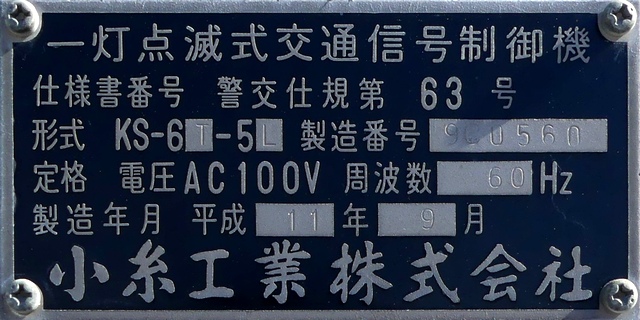 一灯点滅式交通信号制御機
仕様書番号 警交仕規第 63 号
形式 KS-6T-5L 製造番号 900560
定格 電圧AC100V 周波数 60Hz
製造年月 平成 11 年 9 月
小糸工業株式会社